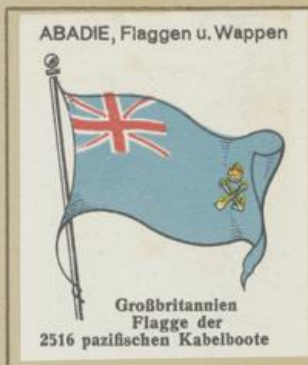 ABADIE, Flaggen u. Wappen
Großbritannien
Flagge der
2516 pazifischen Kabelboote